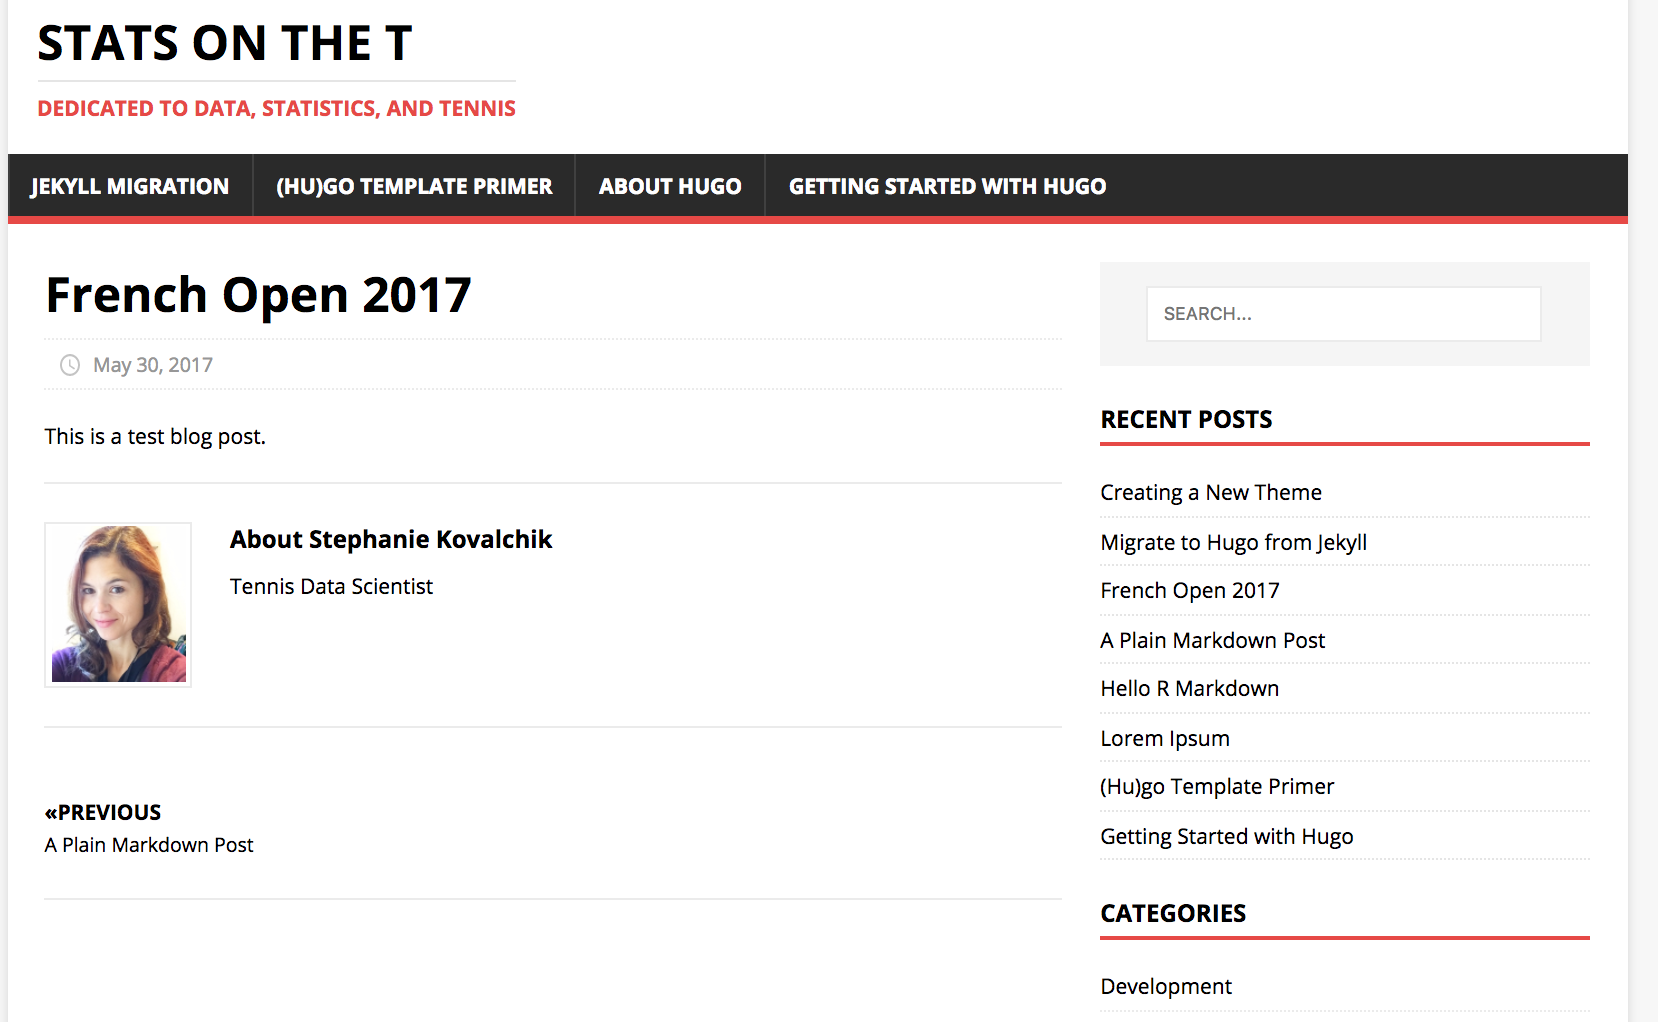 STATS ON THE T
DEDICATED TO DATA, STATISTICS, AND TENNIS
JEKYLL MIGRATION
(HU)GO TEMPLATE PRIMER
ABOUT HUGO
GETTING STARTED WITH HUGO
French Open 2017
May 30, 2017
This is a test blog post.
About Stephanie Kovalchik
Tennis Data Scientist
«PREVIOUS
A Plain Markdown Post
SEARCH...
RECENT POSTS
Creating a New Theme
Migrate to Hugo from Jekyll
French Open 2017
A Plain Markdown Post
Hello R Markdown
Lorem Ipsum
(Hu)go Template Primer
Getting Started with Hugo
CATEGORIES
Development